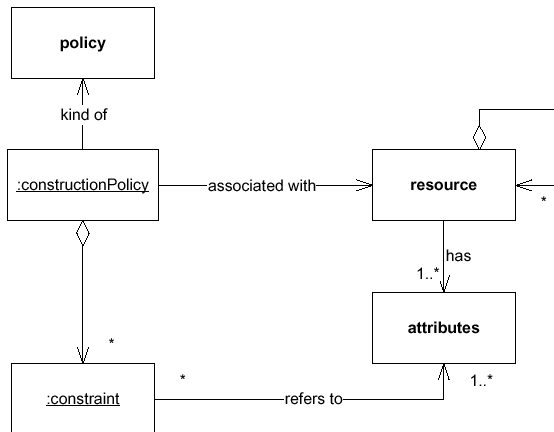 policy
kind of
:constructionPolicy
associated with
resource
*
has
1..*
attributes
*
*
1..*
:constraint
refers to